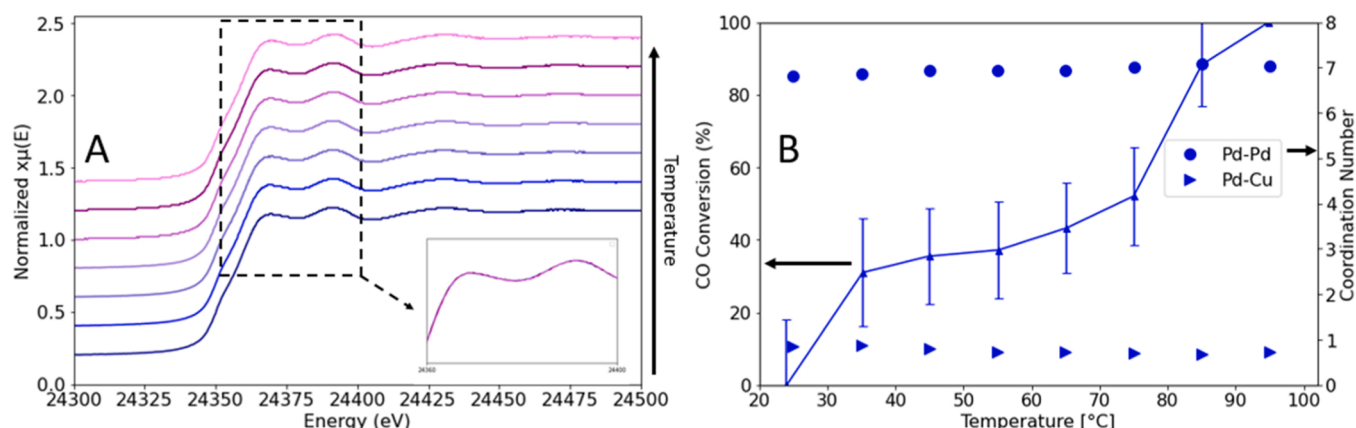 A
Normalized xμ(E)
2.5
2.0
1.5
1.0
0.5
0.0
24300 24325 24350 24375 24400 24425 24450 24475 24500
Energy (eV)
24360 24400
Temperature
B
CO Conversion (%)
100
80
60
40
20
0
20 30 40 50 60 70 80 90 100
Temperature [°C]
Pd-Pd
Pd-Cu
8
7
6
5
4
3
2
1
0
Coordination Number